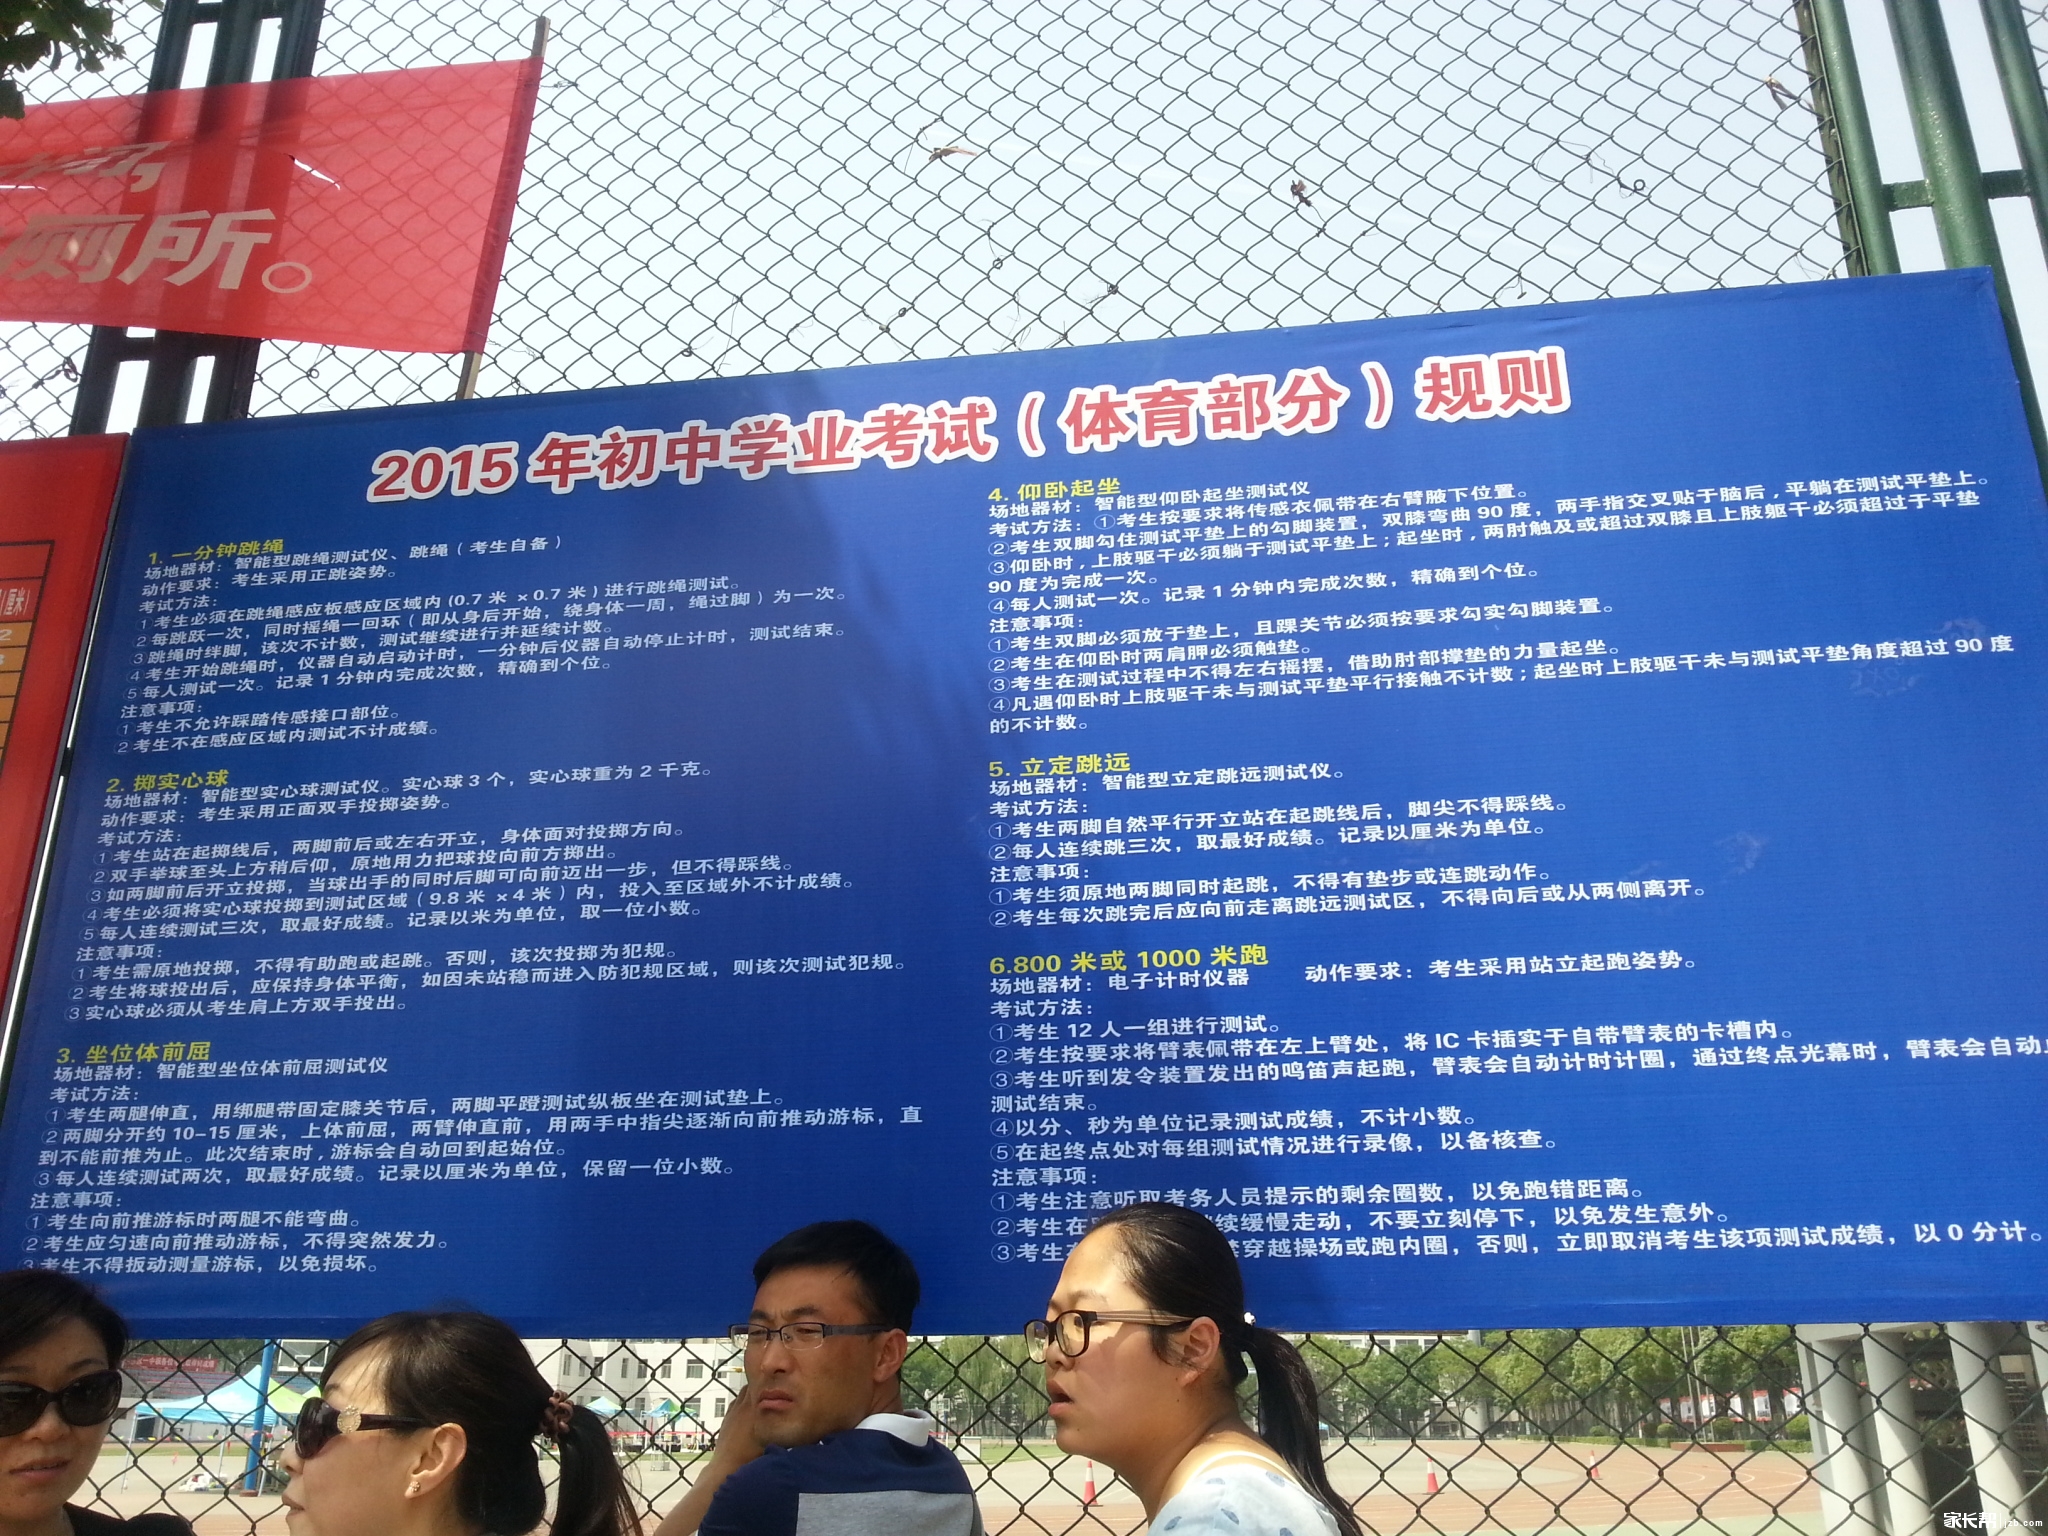 厕所。
厘米)
2015年初中学业考试(体育部分)规则
1. 一分钟跳绳
场地器材：智能型跳绳测试仪、跳绳(考生自备)
动作要求：考生采用正跳姿势。
考试方法：
①考生必须在跳绳感应板感应区域内(0.7米×0.7米)进行跳绳测试。
②每跳跃一次，同时摇绳一回环(即从身后开始，绕身体一周，绳过脚)为一次。
③跳绳时绊脚，该次不计数，测试继续进行并延续计数。
④考生开始跳绳时，仪器自动启动计时，一分钟后仪器自动停止计时，测试结束。
⑤每人测试一次。记录1分钟内完成次数，精确到个位。
注意事项：
①考生不允许踩踏传感接口部位。
②考生不在感应区域内测试不计成绩。
2. 掷实心球
场地器材：智能型实心球测试仪。实心球3个，实心球重为2千克。
动作要求：考生采用正面双手投掷姿势。
考试方法：
①考生站在起掷线后，两脚前后或左右开立，身体面对投掷方向。
②双手举球至头上方稍后仰，原地用力把球投向前方掷出。
③如两脚前后开立投掷，当球出手的同时后脚可向前迈出一步，但不得踩线。
④考生必须将实心球投掷到测试区域(9.8米×4米)内，投入至区域外不计成绩。
⑤每人连续测试三次，取最好成绩。记录以米为单位，取一位小数。
注意事项：
①考生需原地投掷，不得有助跑或起跳。否则，该次投掷为犯规。
②考生将球投出后，应保持身体平衡，如因未站稳而进入防犯规区域，则该次测试犯规。
③实心球必须从考生肩上方双手投出。
3. 坐位体前屈
场地器材：智能型坐位体前屈测试仪
考试方法：
①考生两腿伸直，用绑腿带固定膝关节后，两脚平蹬测试纵板坐在测试垫上。
②两脚分开约10-15厘米，上体前屈，两臂伸直前，用两手中指尖逐渐向前推动游标，直
到不能前推为止。此次结束时,游标会自动回到起始位。
③每人连续测试两次，取最好成绩。记录以厘米为单位，保留一位小数。
注意事项：
①考生向前推游标时两腿不能弯曲。
②考生应匀速向前推动游标，不得突然发力。
③考生不得扳动测量游标，以免损坏。
4. 仰卧起坐
场地器材：智能型仰卧起坐测试仪
考试方法：①考生按要求将传感衣佩带在右臂腋下位置。
②考生双脚勾住测试平垫上的勾脚装置，双膝弯曲90度，两手指交叉贴于脑后,平躺在测试平垫上。
③仰卧时,上肢驱干必须躺于测试平垫上；起坐时,两肘触及或超过双膝且上肢躯干必须超过于平垫
90度为完成一次。
④每人测试一次。记录1分钟内完成次数，精确到个位。
注意事项：
①考生双脚必须放于垫上，且踝关节必须按要求勾实勾脚装置。
②考生在仰卧时两肩胛必须触垫。
③考生在测试过程中不得左右摇摆，借助肘部撑垫的力量起坐。
④凡遇仰卧时上肢驱干未与测试平垫平行接触不计数；起坐时上肢驱干未与测试平垫角度超过90度
的不计数。
5. 立定跳远
场地器材：智能型立定跳远测试仪。
考试方法：
①考生两脚自然平行开立站在起跳线后，脚尖不得踩线。
②每人连续跳三次，取最好成绩。记录以厘米为单位。
注意事项：
①考生须原地两脚同时起跳，不得有垫步或连跳动作。
②考生每次跳完后应向前走离跳远测试区，不得向后或从两侧离开。
6.800米或1000米跑
场地器材：电子计时仪器 动作要求：考生采用站立起跑姿势。
考试方法：
①考生12人一组进行测试。
②考生按要求将臂表佩带在左上臂处，将IC卡插实于自带臂表的卡槽内。
③考生听到发令装置发出的鸣笛声起跑，臂表会自动计时计圈，通过终点光幕时，臂表会自动
测试结束。
④以分、秒为单位记录测试成绩，不计小数。
⑤在起终点处对每组测试情况进行录像，以备核查。
注意事项：
①考生注意听取考务人员提示的剩余圈数，以免跑错距离。
②考生在 续缓慢走动，不要立刻停下，以免发生意外。
③考生 穿越操场或跑内圈，否则，立即取消考生该项测试成绩，以0分计。
家长帮 jzb.com